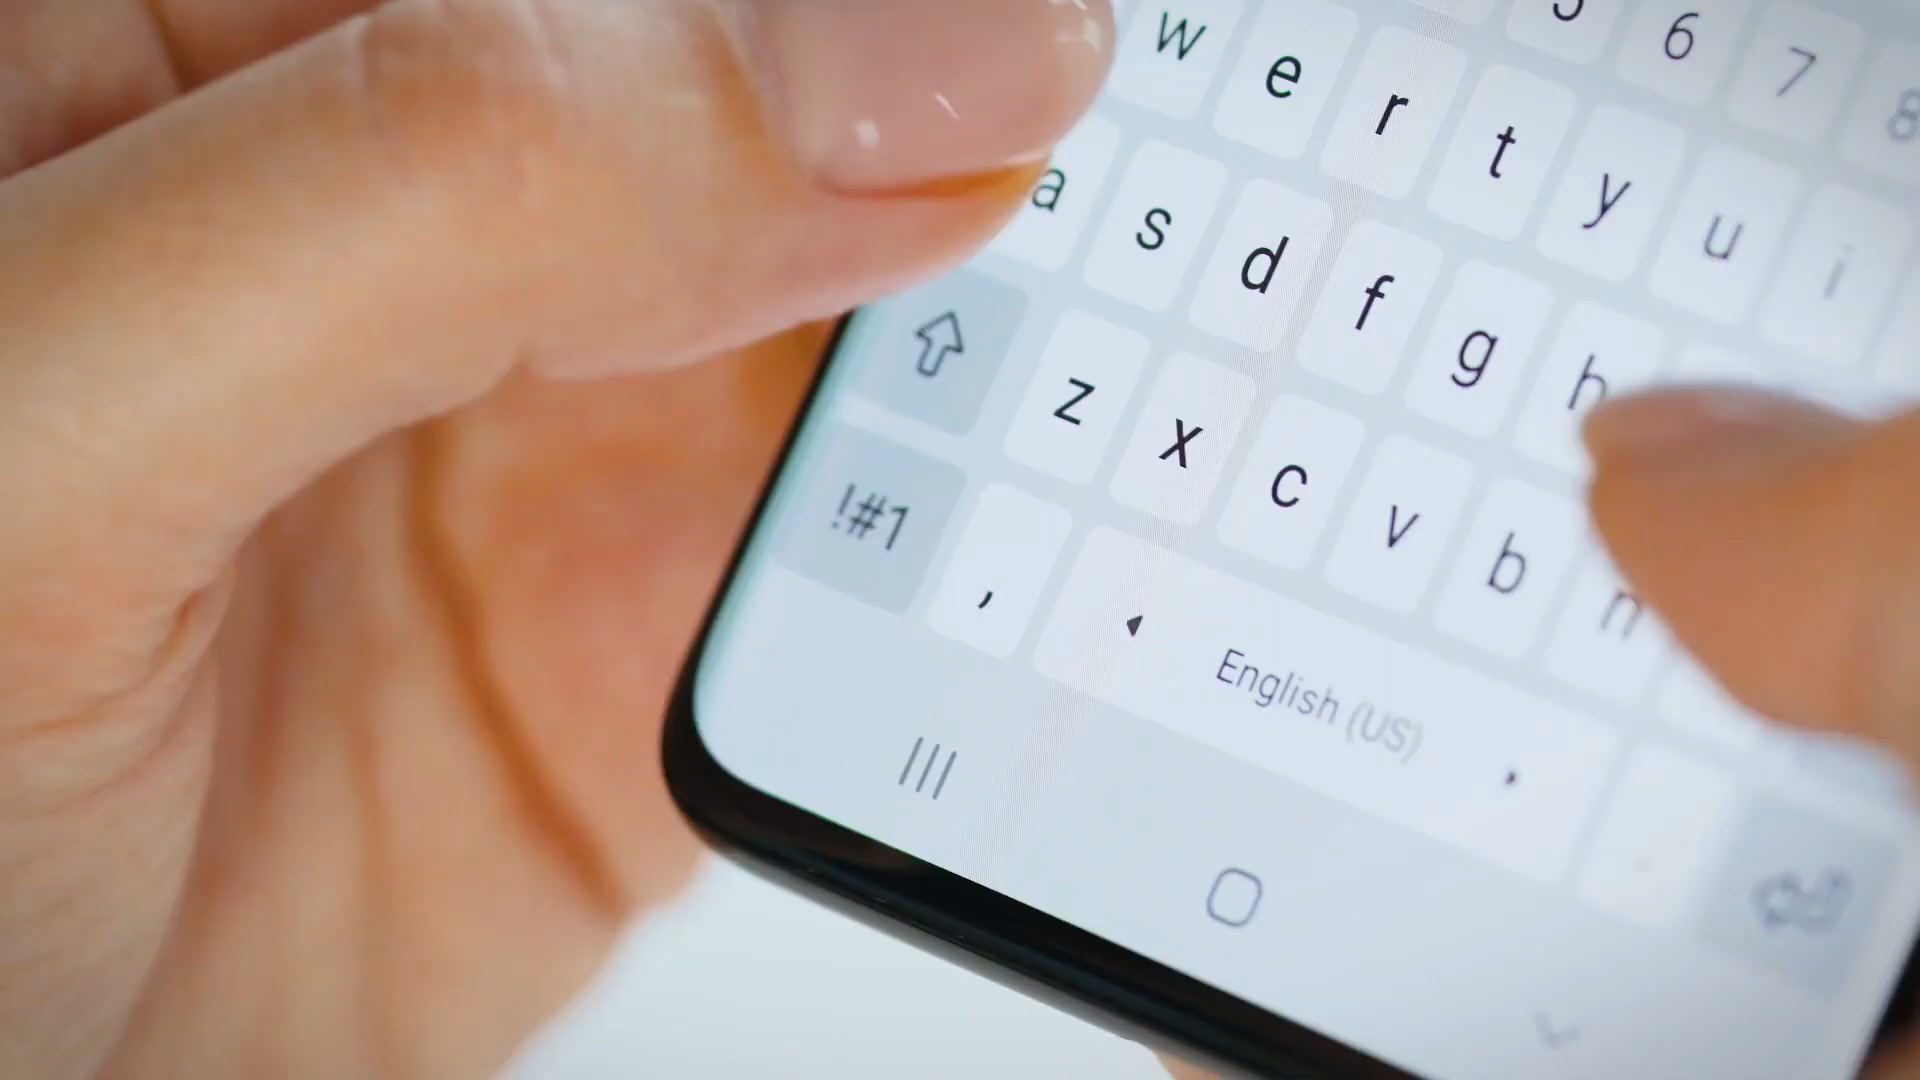 5 6 7 8
w e r t y u i
a s d f g h
z x c v b n
!#1 , English (US) .